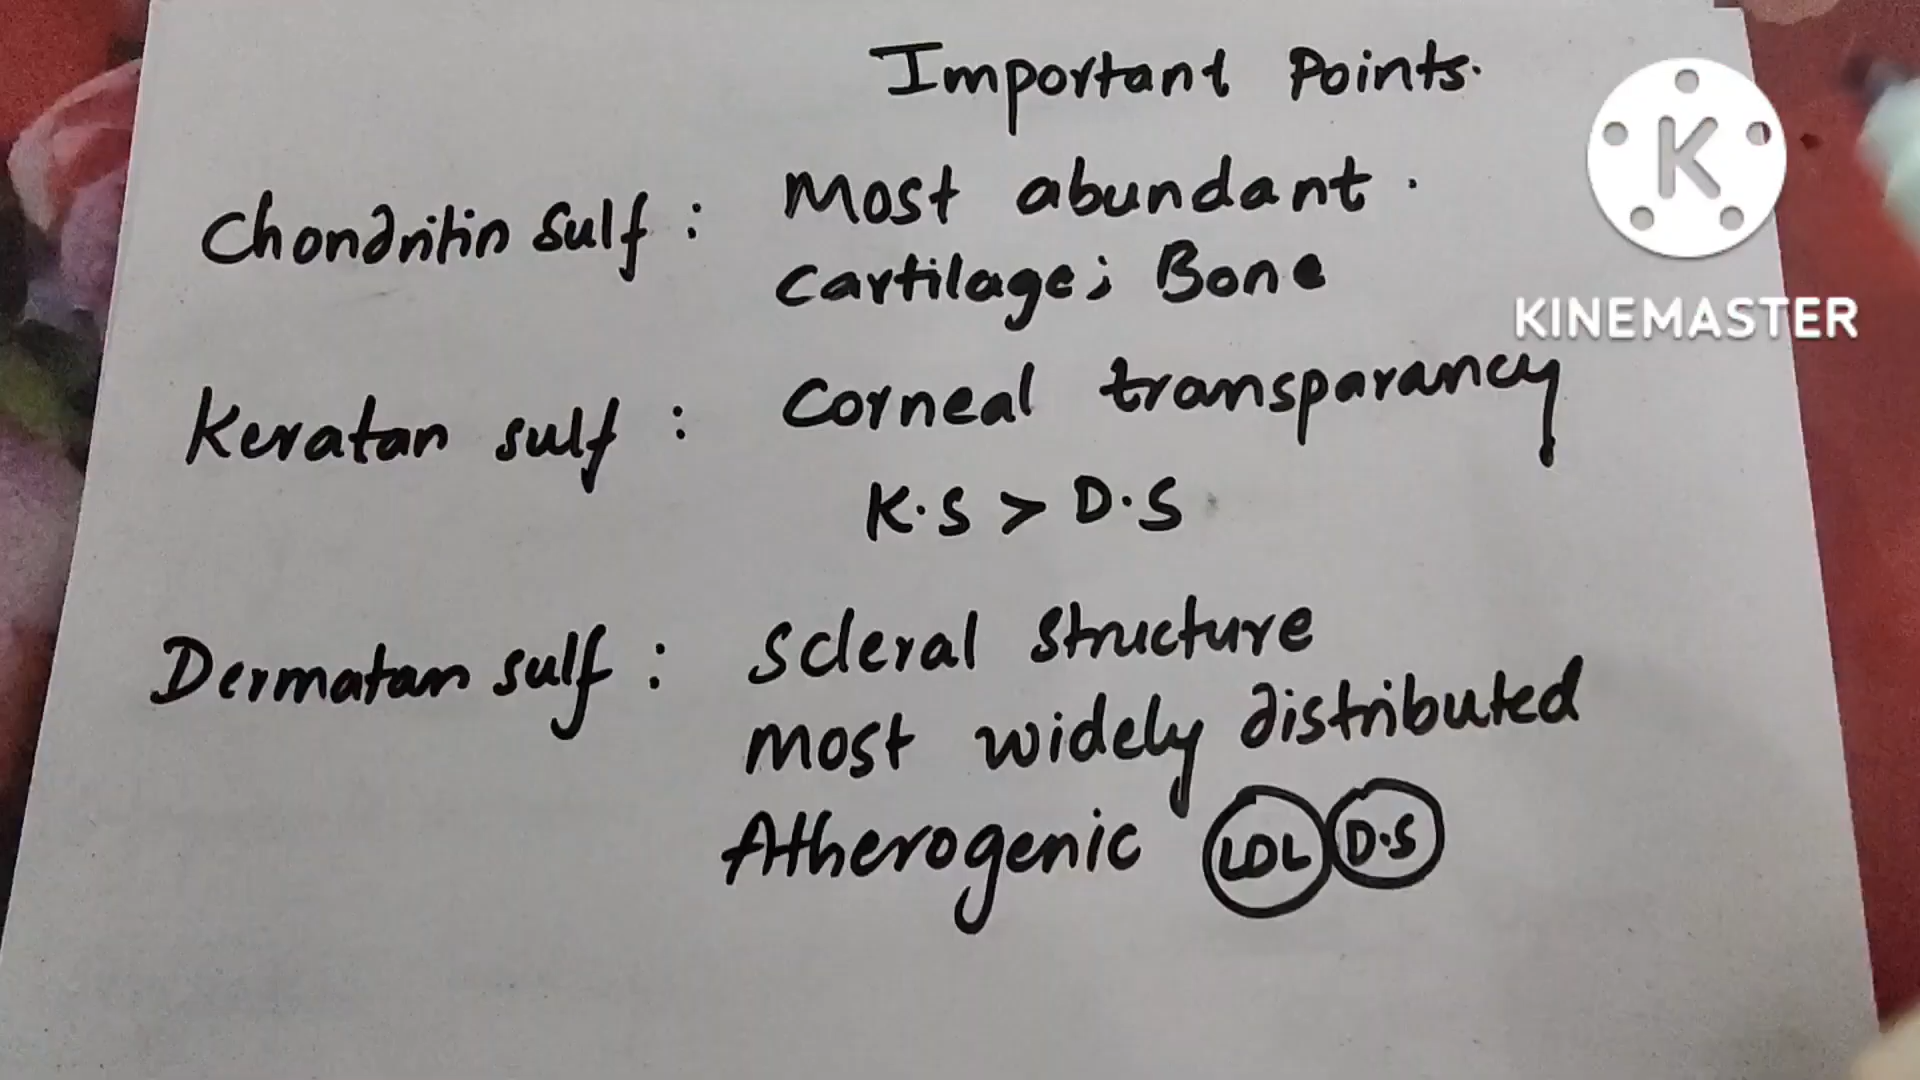 Important Points.
Chondritin sulf : Most abundant.
cartilage; Bone
Keratan sulf : Corneal transparancy
K.S > D.S
Dermatan sulf : Scleral structure
most widely distributed
Atherogenic LDL D.S
K
KINEMASTER